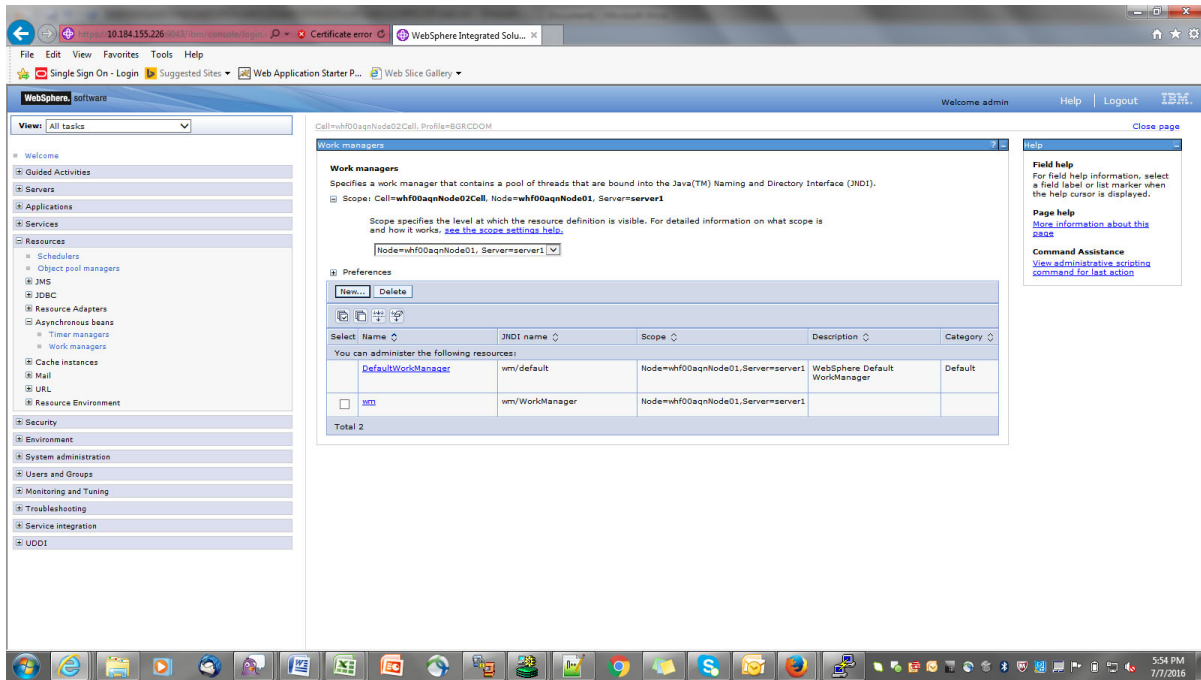 https://10.184.155.226:9043/ibm/console/login. Certificate error WebSphere Integrated Solu...
File Edit View Favorites Tools Help
Single Sign On - Login Suggested Sites Web Application Starter P... Web Slice Gallery
WebSphere. software Welcome admin Help Logout IBM.
View: All tasks
Cell=whf00aqnNode02Cell, Profile=BGRCDOM Close page
Welcome
Guided Activities
Servers
Applications
Services
Resources
Schedulers
Object pool managers
JMS
JDBC
Resource Adapters
Asynchronous beans
Timer managers
Work managers
Cache instances
Mail
URL
Resource Environment
Security
Environment
System administration
Users and Groups
Monitoring and Tuning
Troubleshooting
Service integration
UDDI
Work managers ? -
Work managers
Specifies a work manager that contains a pool of threads that are bound into the Java(TM) Naming and Directory Interface (JNDI).
Scope: Cell=whf00aqnNode02Cell, Node=whf00aqnNode01, Server=server1
Scope specifies the level at which the resource definition is visible. For detailed information on what scope is
and how it works, see the scope settings help.
Node=whf00aqnNode01, Server=server1
Preferences
New... Delete
Select Name JNDI name Scope Description Category
You can administer the following resources:
DefaultWorkManager wm/default Node=whf00aqnNode01,Server=server1 WebSphere Default Default
WorkManager
wm wm/WorkManager Node=whf00aqnNode01,Server=server1
Total 2
Help
Field help
For field help information, select
a field label or list marker when
the help cursor is displayed.
Page help
More information about this
page
Command Assistance
View administrative scripting
command for last action
5:54 PM
7/7/2016